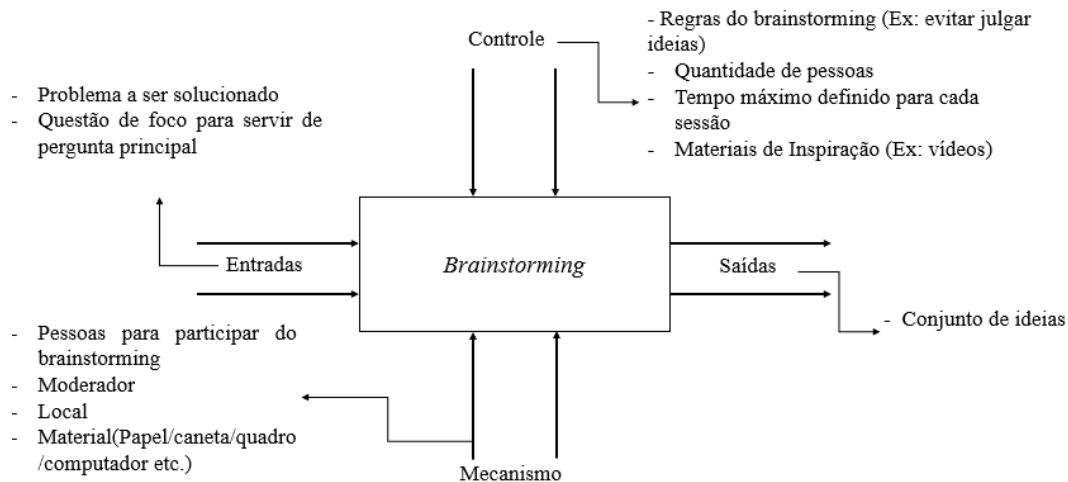 Controle
- Regras do brainstorming (Ex: evitar julgar
ideias)
- Quantidade de pessoas
- Tempo máximo definido para cada
sessão
- Materiais de Inspiração (Ex: vídeos)
- Problema a ser solucionado
- Questão de foco para servir de
pergunta principal
Entradas
Brainstorming
Saídas
- Conjunto de ideias
- Pessoas para participar do
brainstorming
- Moderador
- Local
- Material(Papel/caneta/quadro
/computador etc.)
Mecanismo